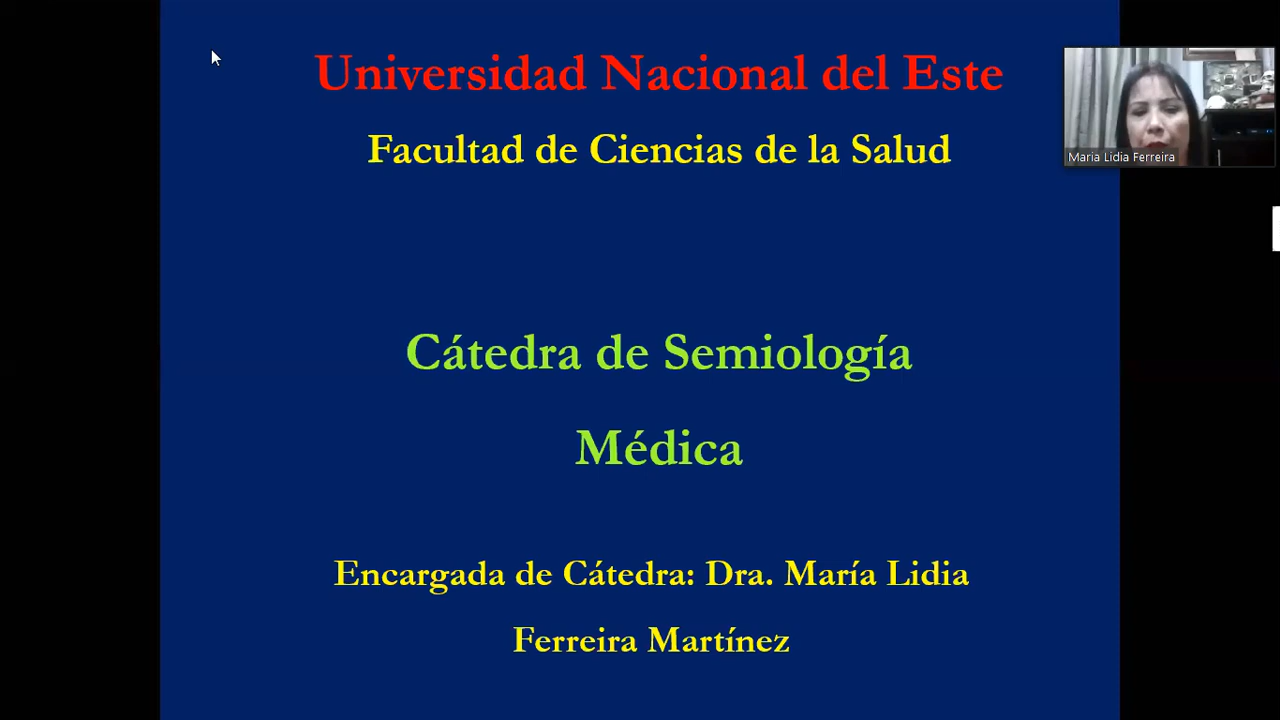 Universidad Nacional del Este
Facultad de Ciencias de la Salud
Maria Lidia Ferreira
Cátedra de Semiología
Médica
Encargada de Cátedra: Dra. María Lidia
Ferreira Martínez